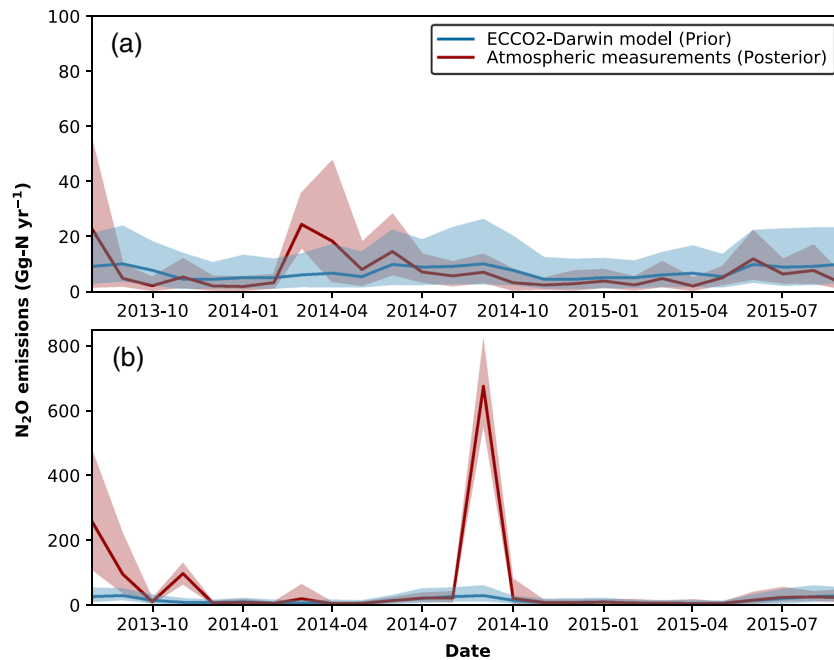 (a)
ECCO2-Darwin model (Prior)
Atmospheric measurements (Posterior)
100
80
60
40
20
0
2013-10 2014-01 2014-04 2014-07 2014-10 2015-01 2015-04 2015-07
N₂O emissions (Gg-N yr⁻¹)
(b)
800
600
400
200
0
2013-10 2014-01 2014-04 2014-07 2014-10 2015-01 2015-04 2015-07
Date